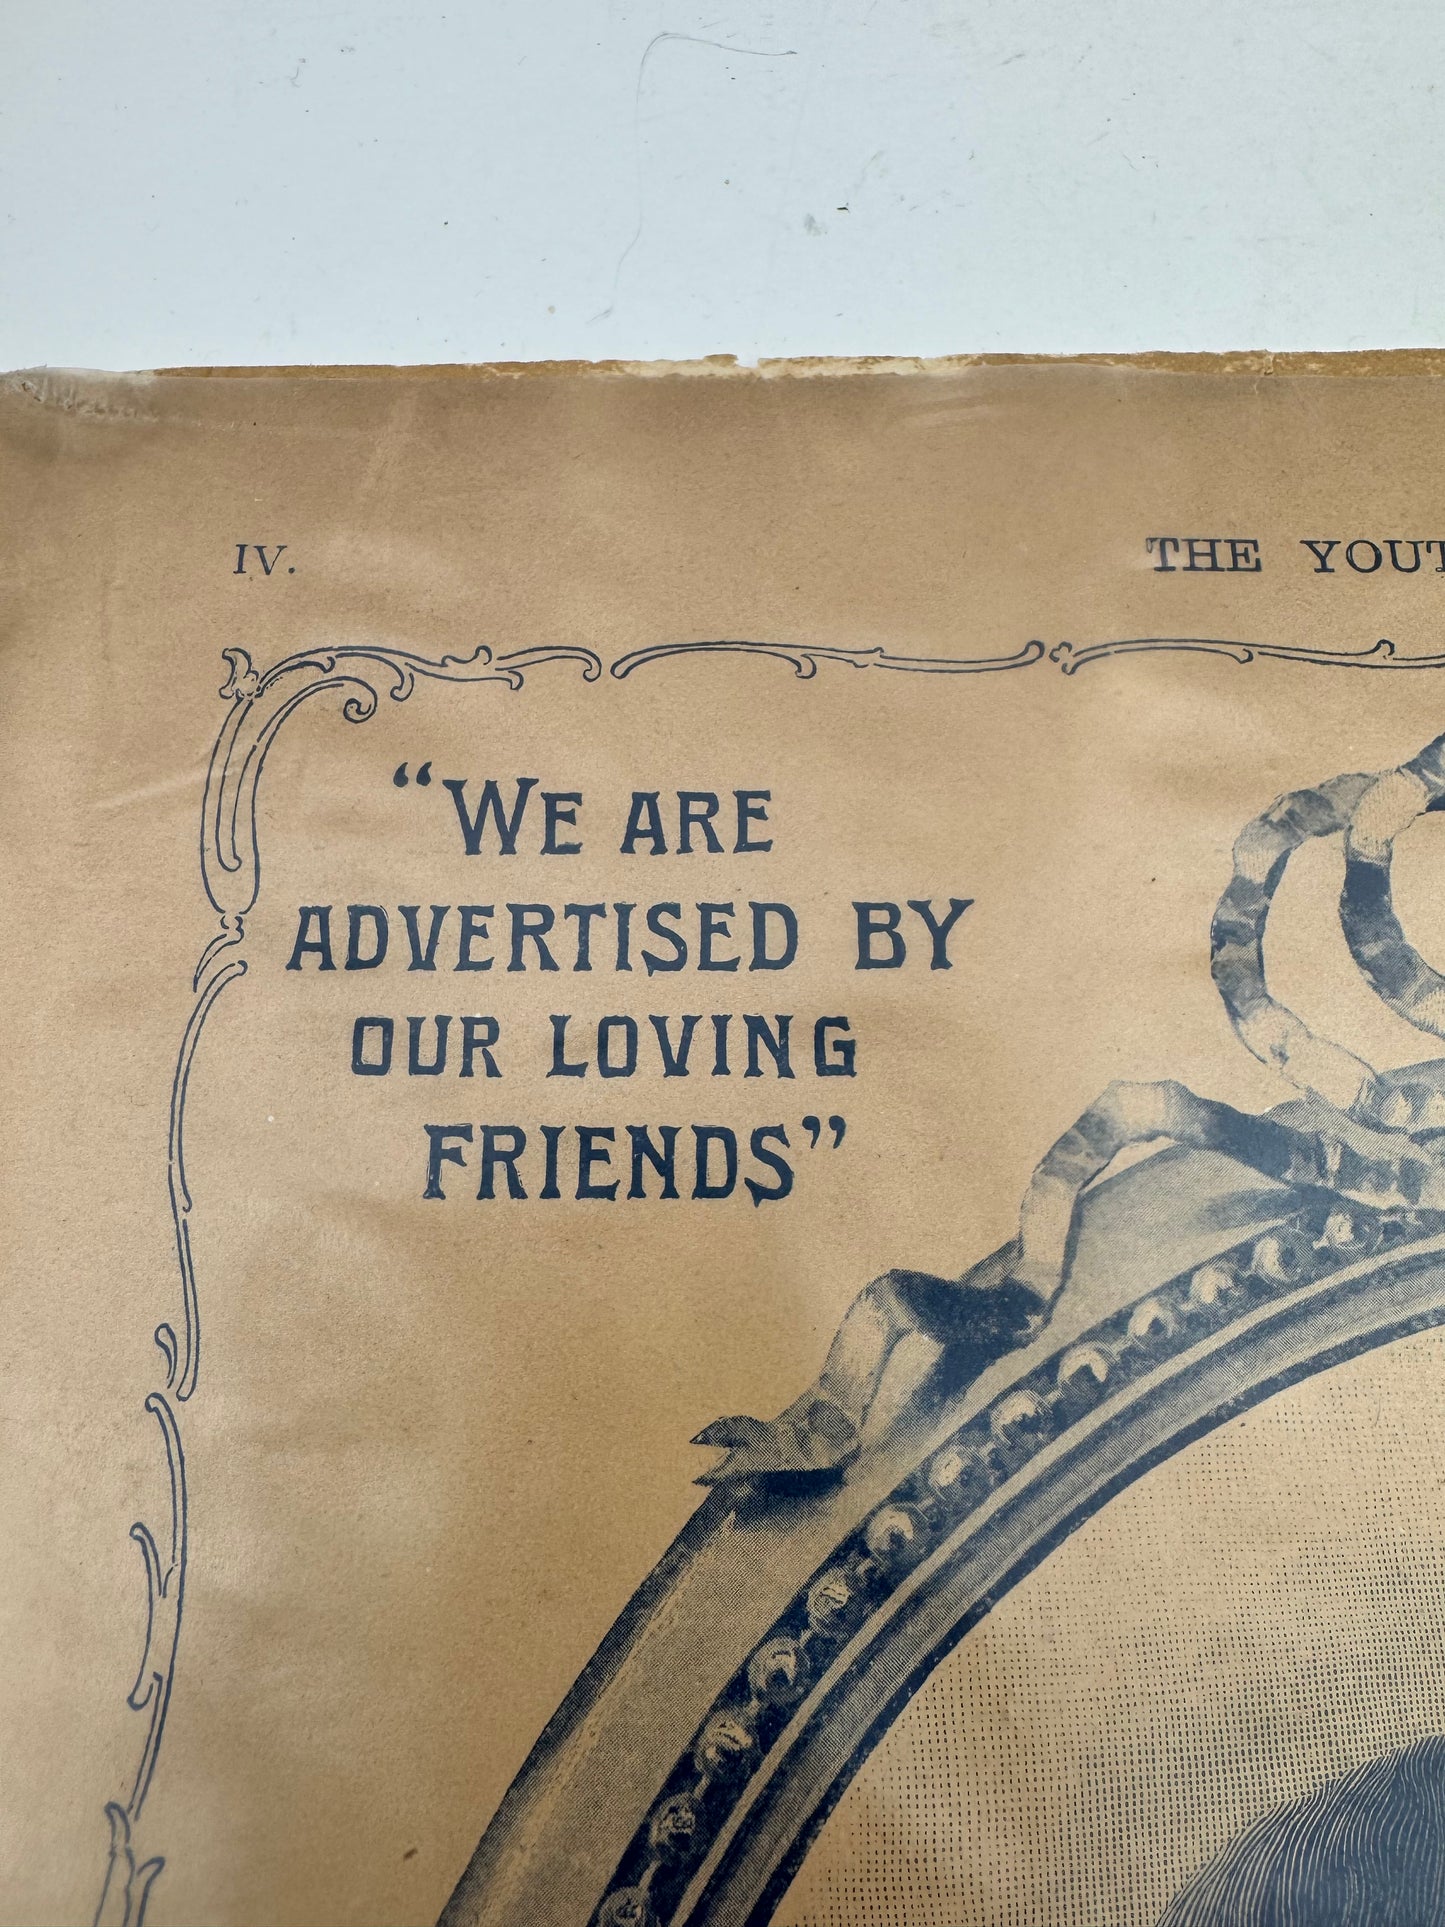 IV.
THE YOUT
“WE ARE
ADVERTISED BY
OUR LOVING
FRIENDS”